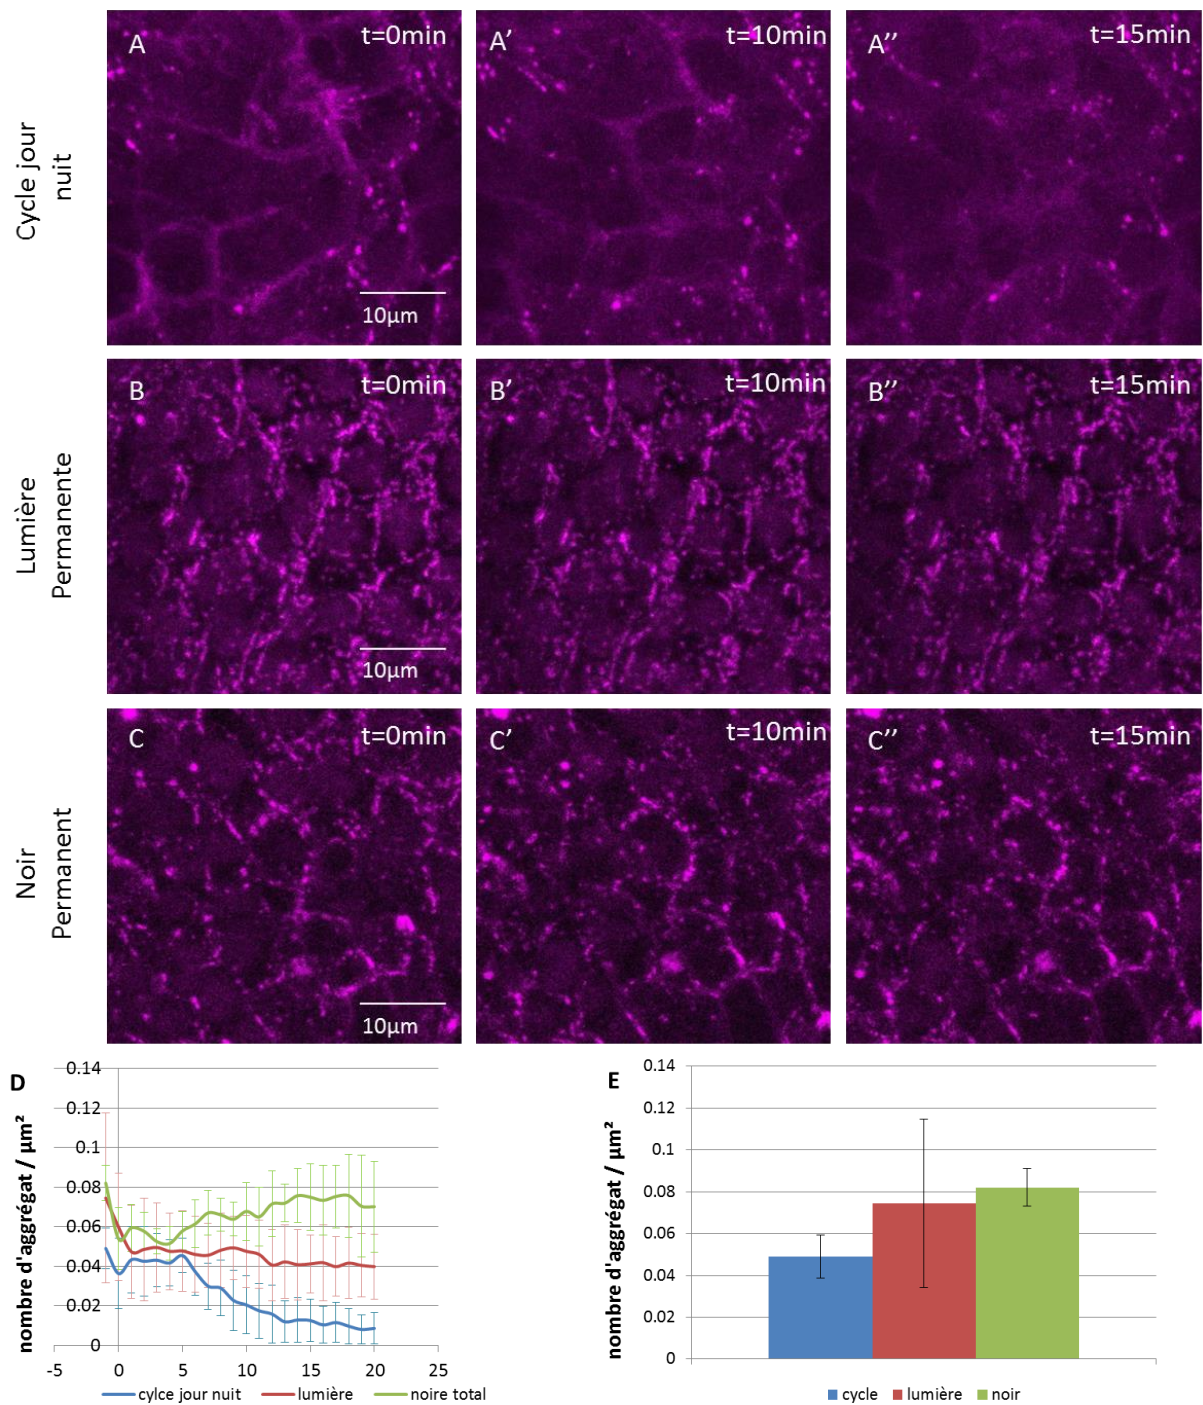 A
t=0min
A’
t=10min
A’’
t=15min
Cycle jour
nuit
10µm
B
t=0min
B’
t=10min
B’’
t=15min
Lumière
Permanente
10µm
C
t=0min
C’
t=10min
C’’
t=15min
Noir
Permanent
10µm
D
nombre d'aggrégat / µm²
0.14
0.12
0.1
0.08
0.06
0.04
0.02
0
-5 0 5 10 15 20 25
cylce jour nuit lumière noire total
E
nombre d'aggrégat / µm²
0.14
0.12
0.1
0.08
0.06
0.04
0.02
0
cycle lumière noir